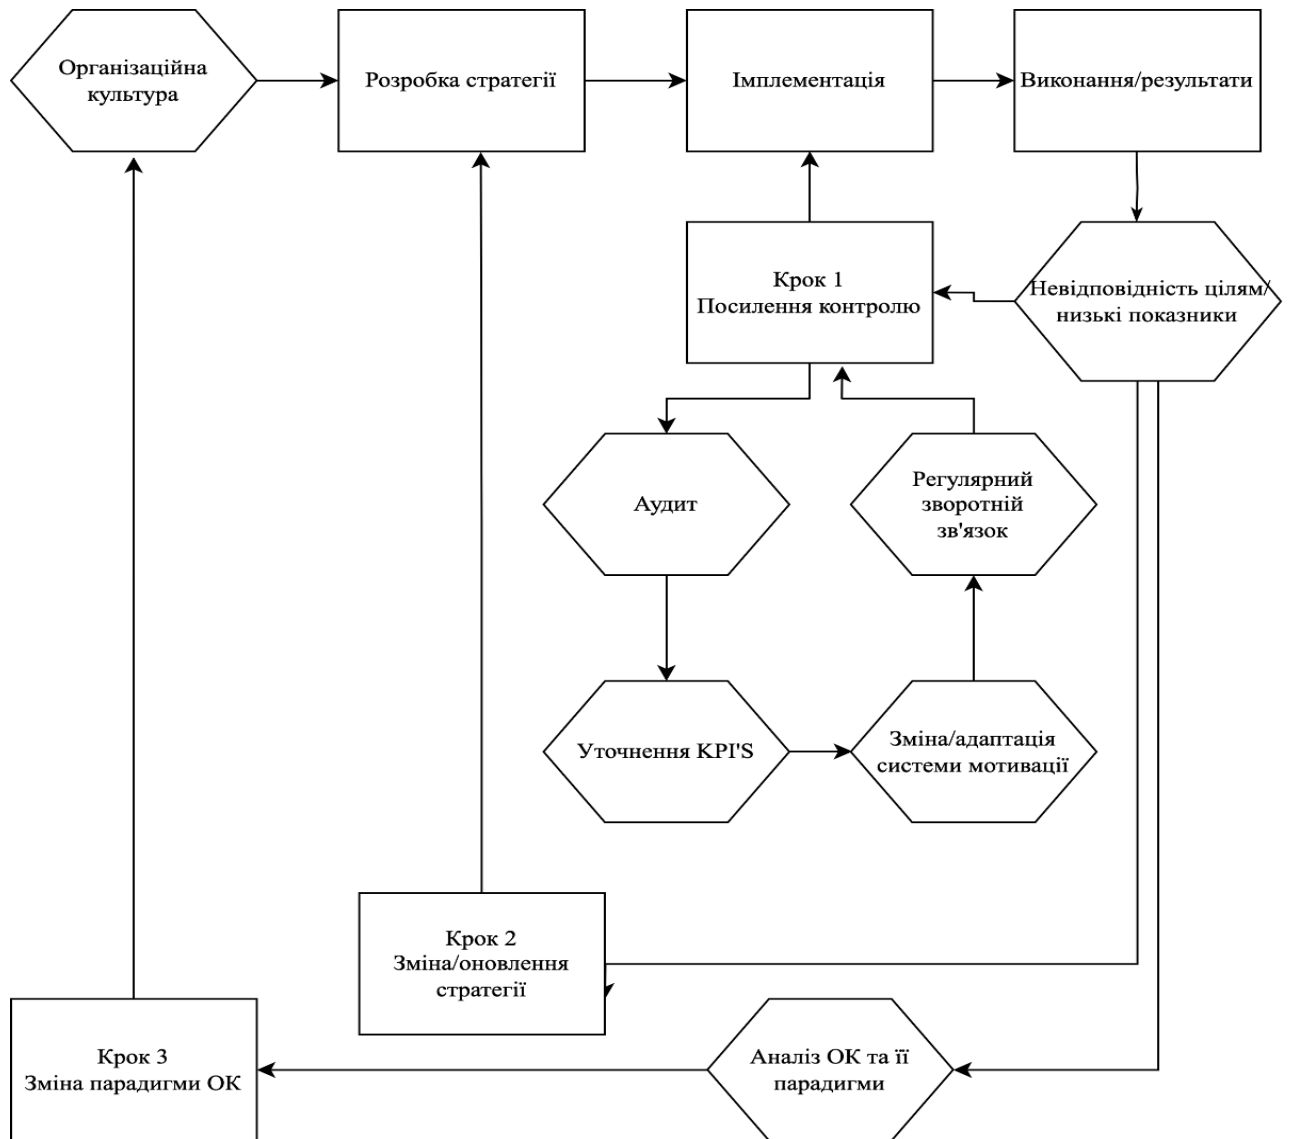 Організаційна
культура
Розробка стратегії
Імплементація
Виконання/результати
Крок 1
Посилення контролю
Невідповідність цілям/
низькі показники
Аудит
Регулярний
зворотній
зв'язок
Уточнення KPI'S
Зміна/адаптація
системи мотивації
Крок 2
Зміна/оновлення
стратегії
Крок 3
Зміна парадигми ОК
Аналіз ОК та її
парадигми